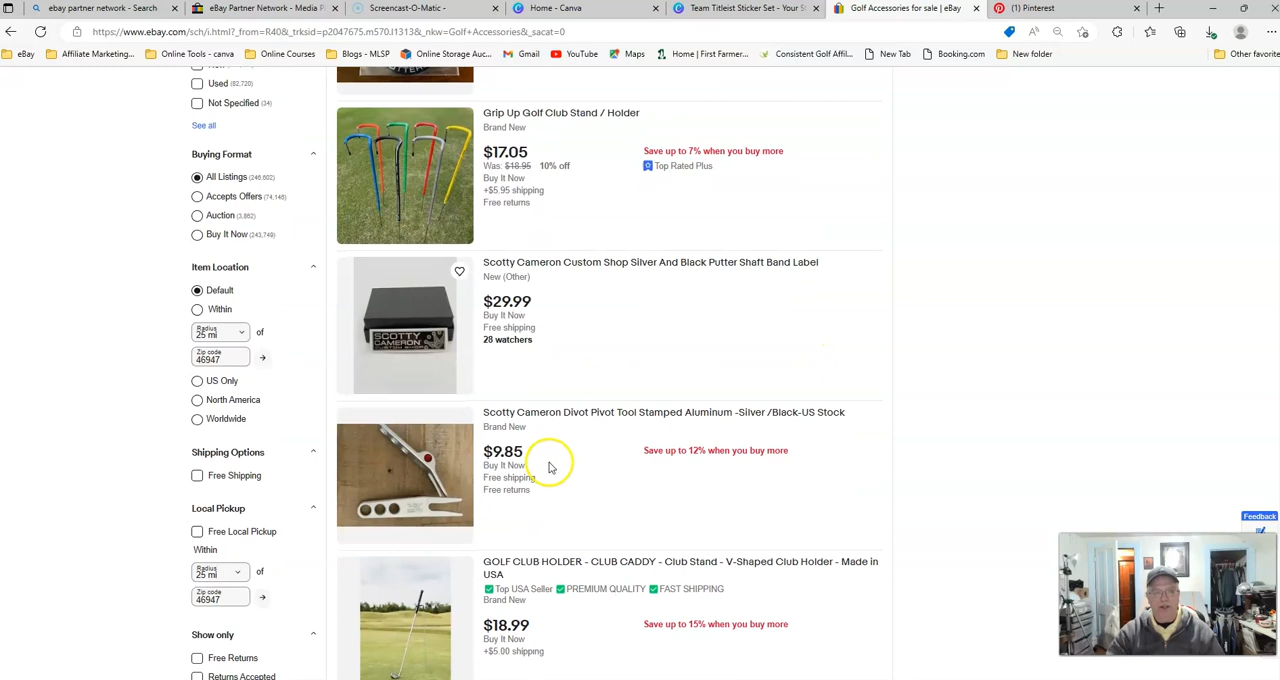 ebay partner network - Search
eBay Partner Network - Media P
Screencast-O-Matic -
Home - Canva
Team Titleist Sticker Set - Your S
Golf Accessories for sale | eBay
(1) Pinterest
https://www.ebay.com/sch/i.html?_from=R40&_trksid=p2047675.m570.l1313&_nkw=Golf+Accessories&_sacat=0
eBay
Affiliate Marketing...
Online Tools - canva
Online Courses
Blogs - MLSP
Online Storage Auc...
Gmail
YouTube
Maps
Home | First Farmer...
Consistent Golf Affil...
New Tab
Booking.com
New folder
Other favorite
Used (82,720)
Not Specified (34)
See all
Buying Format
All Listings (246,602)
Accepts Offers (74,146)
Auction (3,862)
Buy It Now (243,749)
Item Location
Default
Within
Radius
25 mi
of
Zip code
46947
US Only
North America
Worldwide
Shipping Options
Free Shipping
Local Pickup
Free Local Pickup
Within
Radius
25 mi
of
Zip code
46947
Show only
Free Returns
Returns Accepted
Grip Up Golf Club Stand / Holder
Brand New
$17.05
Was: $18.95 10% off
Buy It Now
+$5.95 shipping
Free returns
Save up to 7% when you buy more
Top Rated Plus
Scotty Cameron Custom Shop Silver And Black Putter Shaft Band Label
New (Other)
$29.99
Buy It Now
Free shipping
28 watchers
SCOTTY CAMERON
Scotty Cameron Divot Pivot Tool Stamped Aluminum -Silver /Black-US Stock
Brand New
$9.85
Buy It Now
Free shipping
Free returns
Save up to 12% when you buy more
GOLF CLUB HOLDER - CLUB CADDY - Club Stand - V-Shaped Club Holder - Made in
USA
Top USA Seller PREMIUM QUALITY FAST SHIPPING
Brand New
$18.99
Buy It Now
+$5.00 shipping
Save up to 15% when you buy more
Feedback